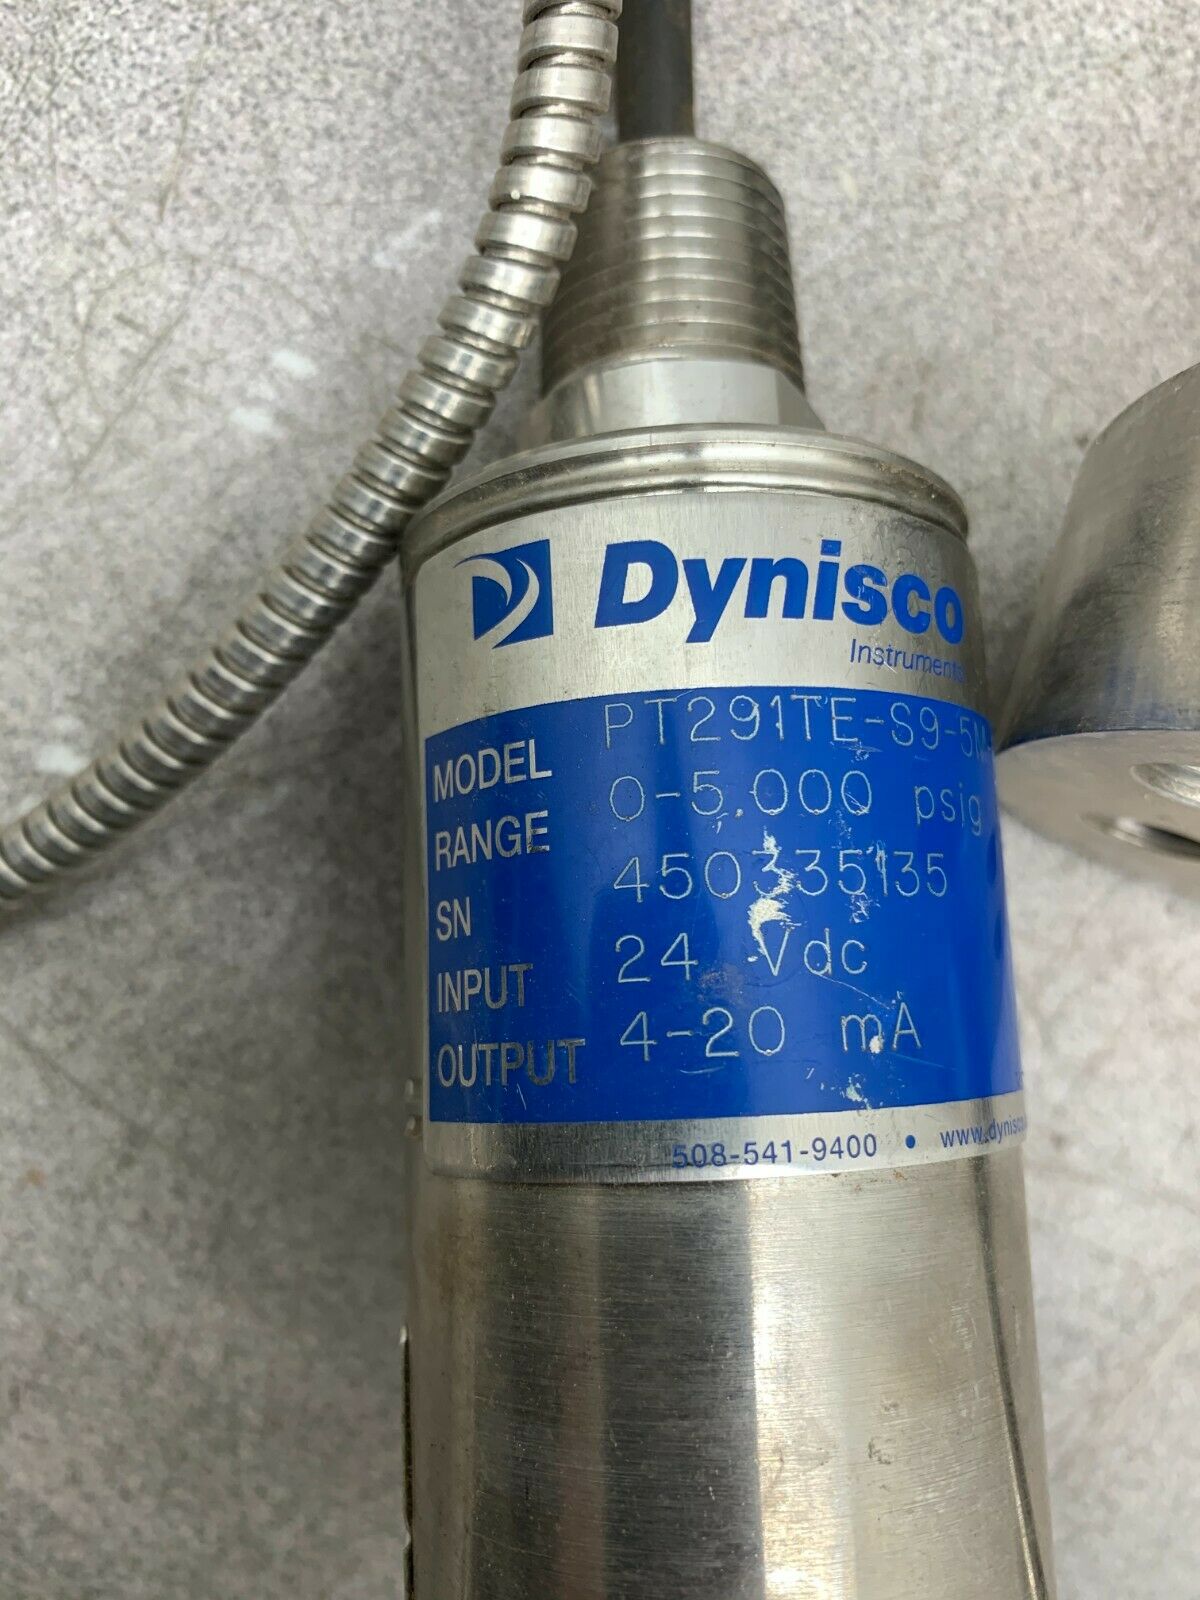 Dynisco
Instruments
MODEL PT291TE-S9-5M
RANGE 0-5,000 psig
SN 450335135
INPUT 24 Vdc
OUTPUT 4-20 mA
508-541-9400 • www.dynisco